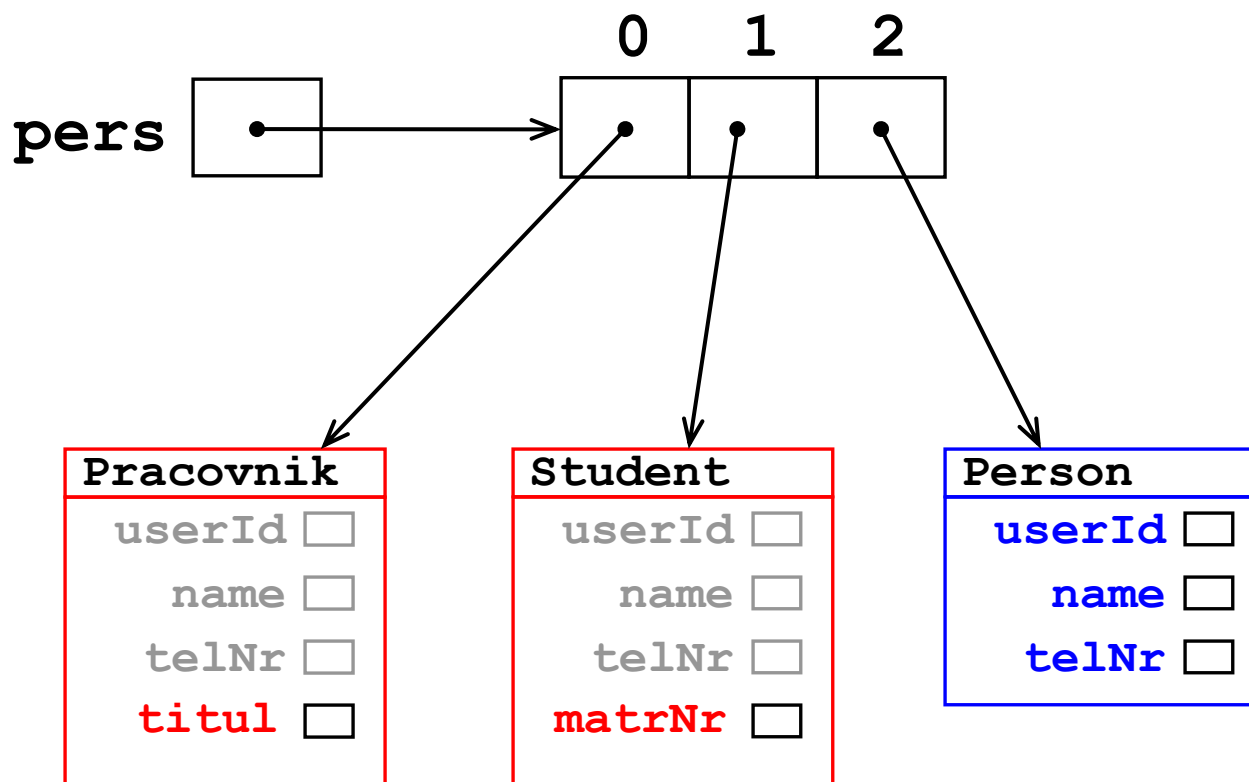 0 1 2
pers
Pracovnik
userId
name
telNr
titul
Student
userId
name
telNr
matrNr
Person
userId
name
telNr